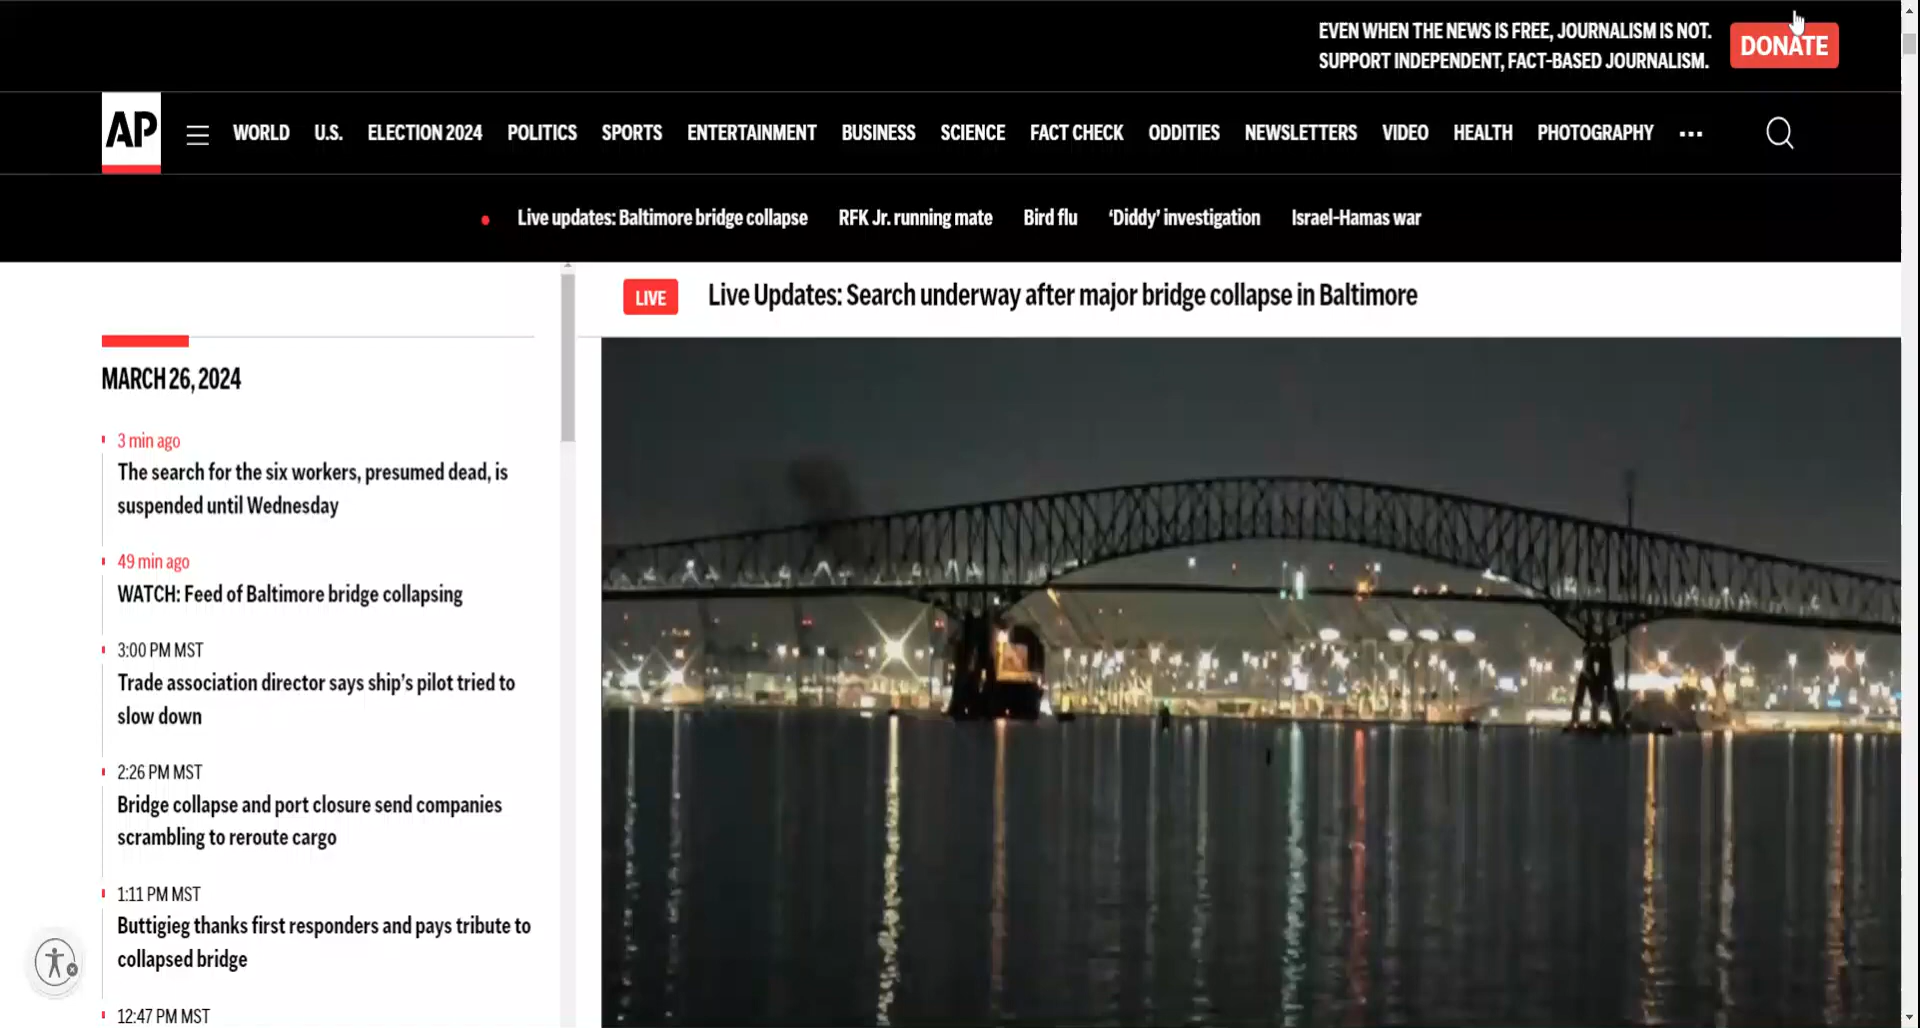 EVEN WHEN THE NEWS IS FREE, JOURNALISM IS NOT.
SUPPORT INDEPENDENT, FACT-BASED JOURNALISM.
DONATE
AP
WORLD U.S. ELECTION 2024 POLITICS SPORTS ENTERTAINMENT BUSINESS SCIENCE FACT CHECK ODDITIES NEWSLETTERS VIDEO HEALTH PHOTOGRAPHY ...
Live updates: Baltimore bridge collapse RFK Jr. running mate Bird flu ‘Diddy’ investigation Israel-Hamas war
LIVE Live Updates: Search underway after major bridge collapse in Baltimore
MARCH 26, 2024
3 min ago
The search for the six workers, presumed dead, is
suspended until Wednesday
49 min ago
WATCH: Feed of Baltimore bridge collapsing
3:00 PM MST
Trade association director says ship’s pilot tried to
slow down
2:26 PM MST
Bridge collapse and port closure send companies
scrambling to reroute cargo
1:11 PM MST
Buttigieg thanks first responders and pays tribute to
collapsed bridge
12:47 PM MST